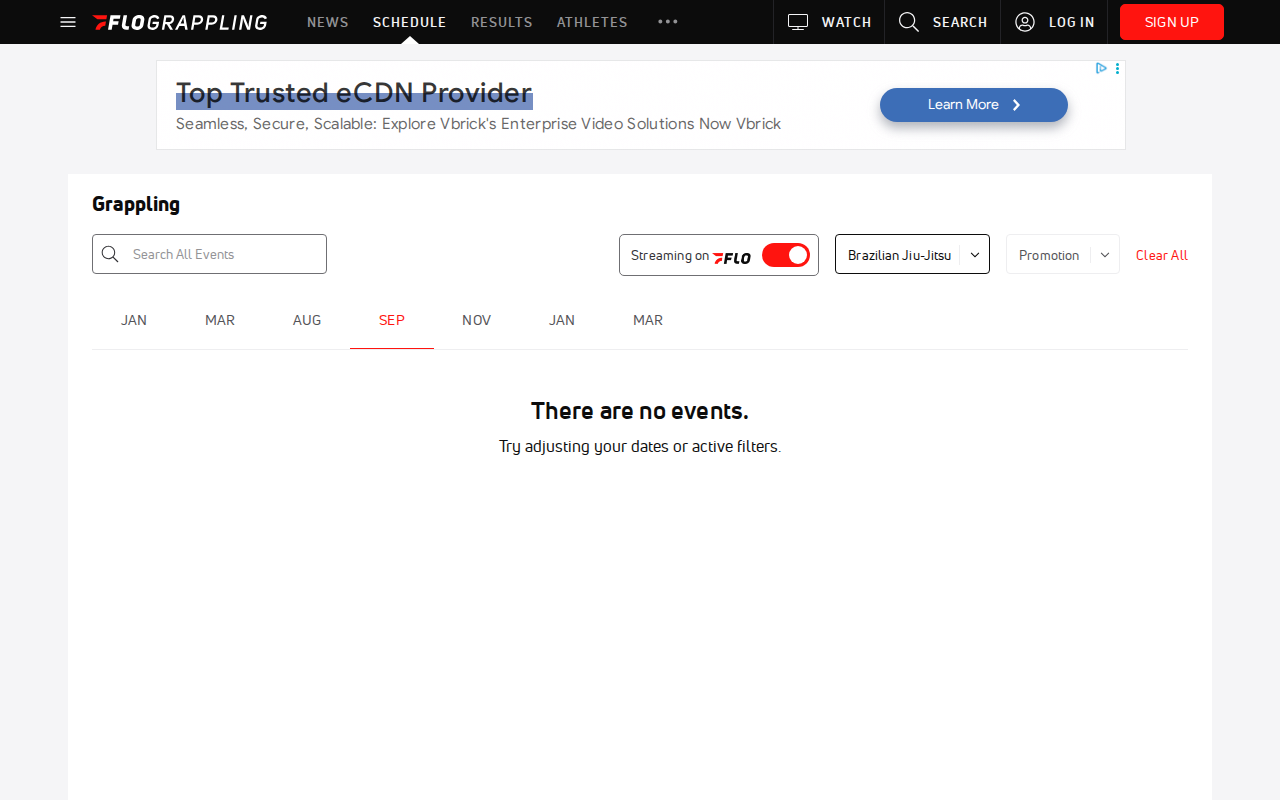 FLOGRAPPLING NEWS SCHEDULE RESULTS ATHLETES WATCH SEARCH LOG IN SIGN UP
Top Trusted eCDN Provider
Seamless, Secure, Scalable: Explore Vbrick's Enterprise Video Solutions Now Vbrick
Learn More
Grappling
Search All Events Streaming on FLO Brazilian Jiu-Jitsu Promotion Clear All
JAN MAR AUG SEP NOV JAN MAR
There are no events.
Try adjusting your dates or active filters.